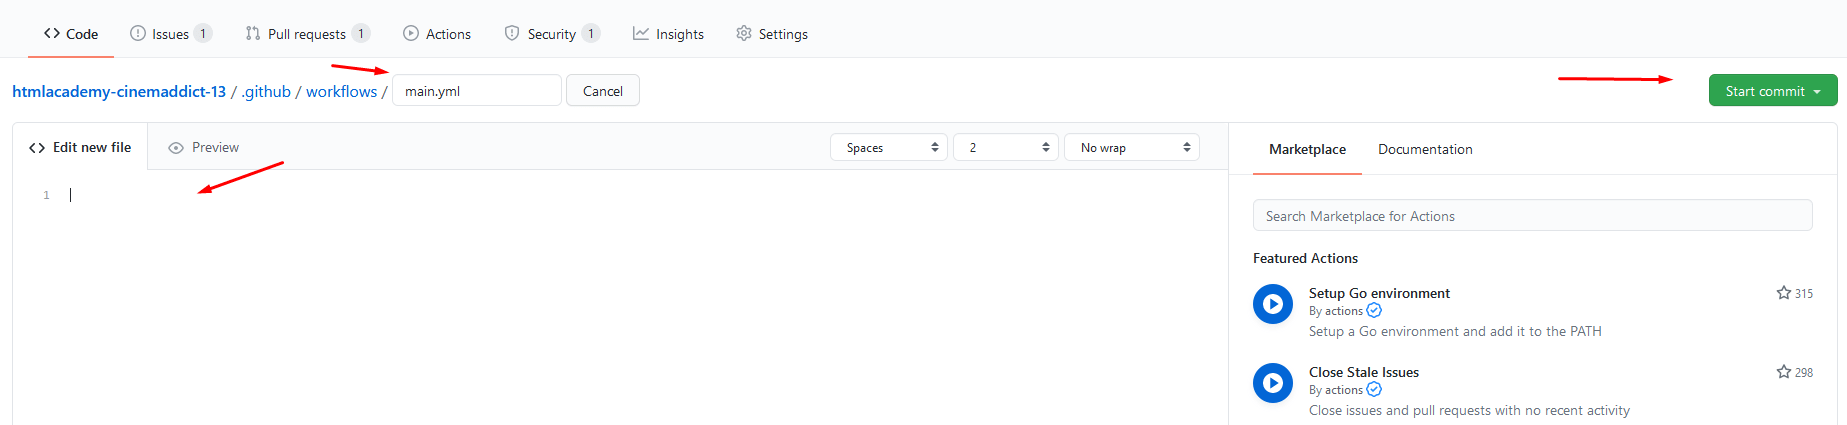 Code Issues 1 Pull requests 1 Actions Security 1 Insights Settings
htmlacademy-cinemaddict-13 / .github / workflows / main.yml Cancel Start commit
Edit new file Preview Spaces 2 No wrap
Marketplace Documentation
1
Search Marketplace for Actions
Featured Actions
Setup Go environment 315
By actions
Setup a Go environment and add it to the PATH
Close Stale Issues 298
By actions
Close issues and pull requests with no recent activity